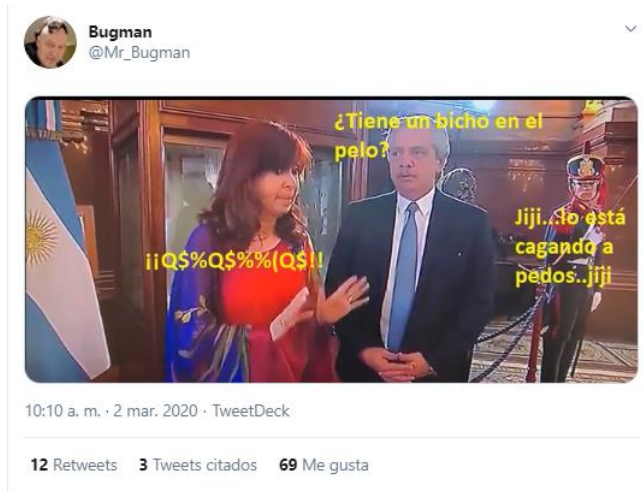 Bugman
@Mr_Bugman
¿Tiene un bicho en el
pelo?
¡¡Q$%Q$%%(Q$!!
Jiji...lo está
cagando a
pedos..jiji
10:10 a. m. · 2 mar. 2020 · TweetDeck
12 Retweets 3 Tweets citados 69 Me gusta